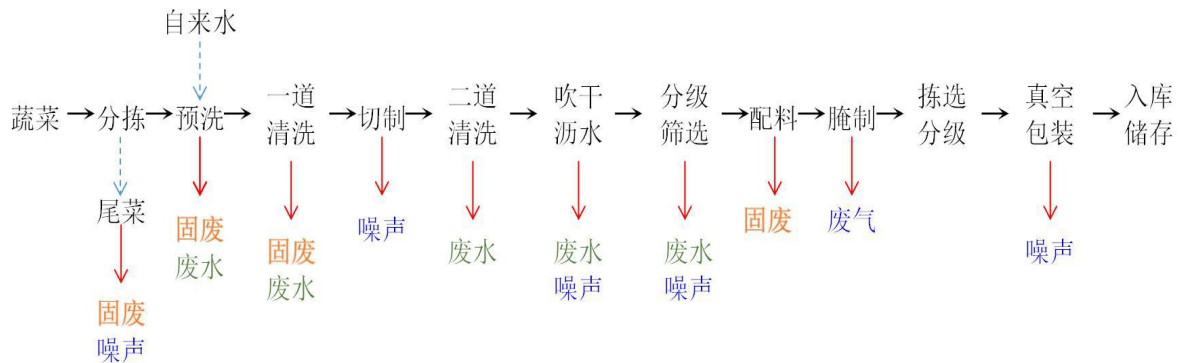 自来水
蔬菜
分拣
预洗
一道
清洗
切制
二道
清洗
吹干
沥水
分级
筛选
配料
腌制
拣选
分级
真空
包装
入库
储存
尾菜
固废
噪声
固废
废水
固废
废水
噪声
废水
废水
噪声
废水
噪声
固废
废气
噪声